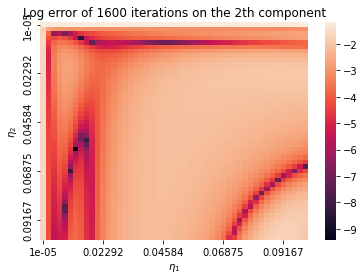 Log error of 1600 iterations on the 2th component
1e-05
0.02292
0.04584
0.06875
0.09167
η₂
1e-05 0.02292 0.04584 0.06875 0.09167
η₁
−2
−3
−4
−5
−6
−7
−8
−9